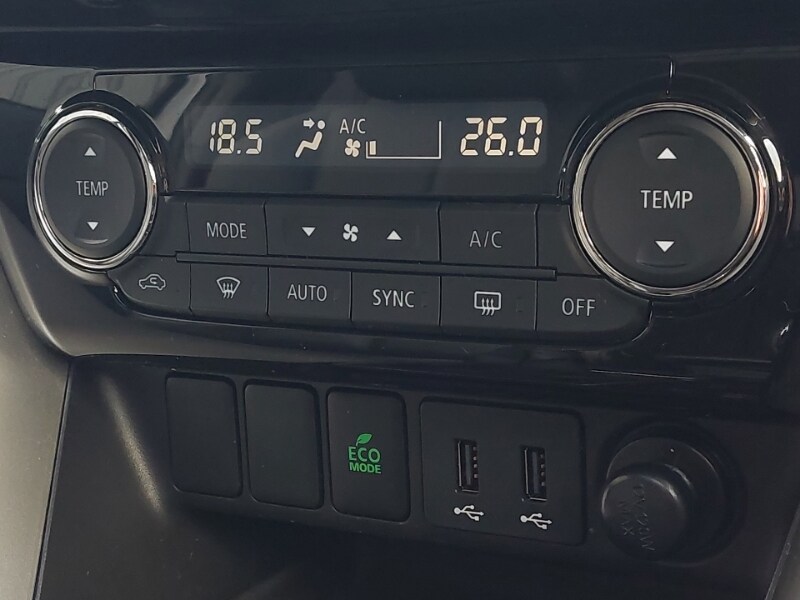 18.5 A/C 26.0
TEMP
TEMP
MODE
A/C
AUTO
SYNC
OFF
ECO
MODE